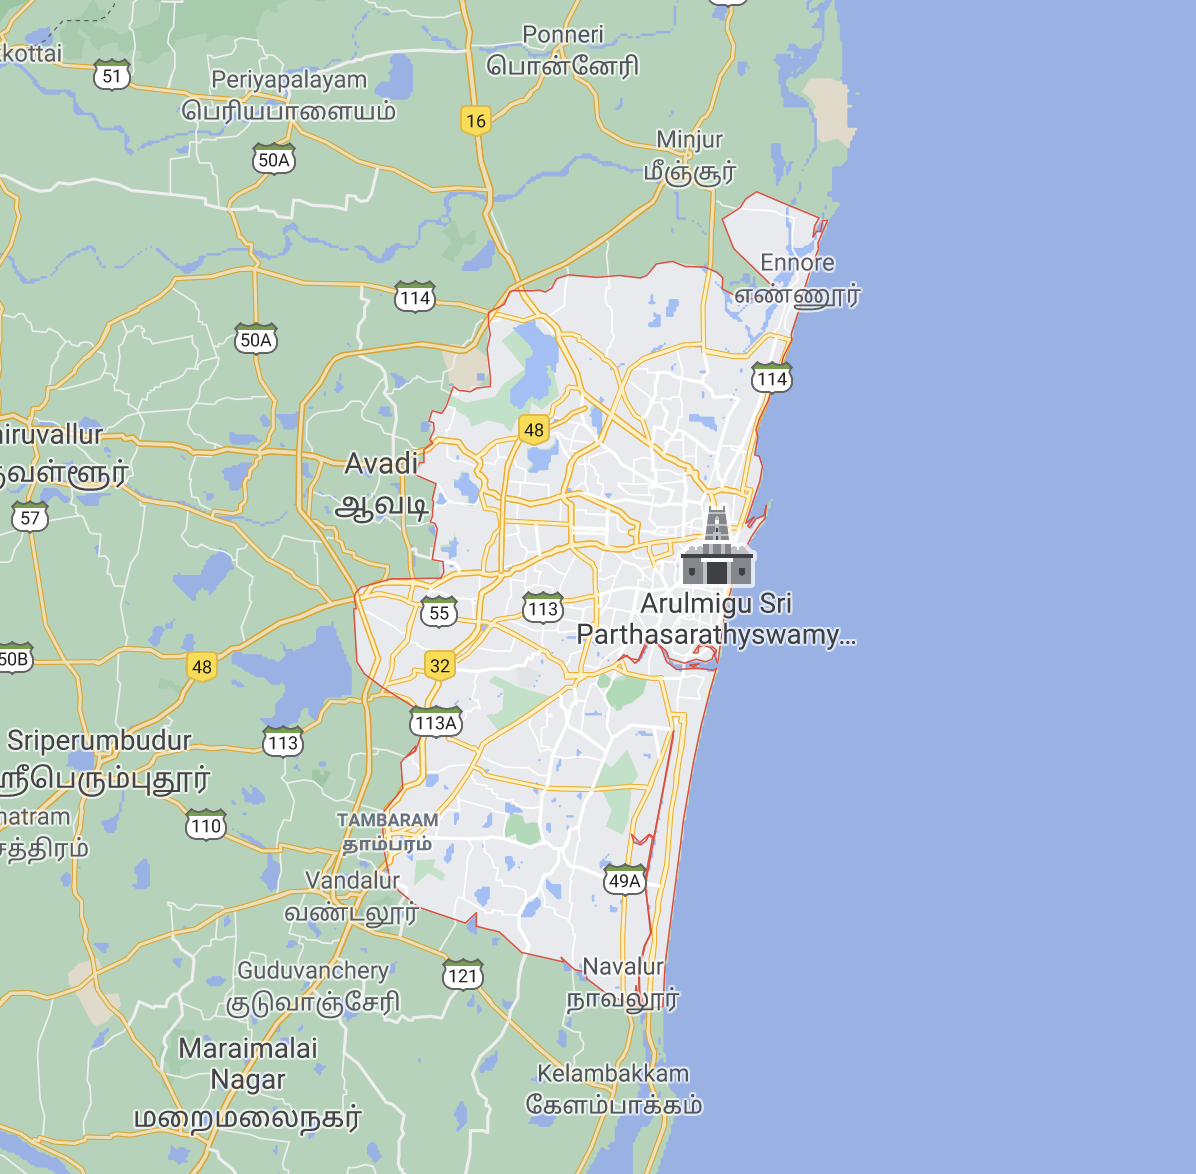 Ponneri
பொன்னேரி
kottai
51
Periyapalayam
பெரியபாளையம்
16
Minjur
மீஞ்சூர்
50A
Ennore
எண்ணூர்
114
50A
114
48
iruvallur
வள்ளூர்
Avadi
ஆவடி
57
Arulmigu Sri
Parthasarathyswamy...
55
113
50B
48
32
113A
113
Sriperumbudur
ஸ்ரீபெரும்புதூர்
110
hatram
சத்திரம்
TAMBARAM
தாம்பரம்
Vandalur
வண்டலூர்
49A
Guduvanchery
குடுவாஞ்சேரி
121
Navalur
நாவலூர்
Maraimalai
Nagar
மறைமலைநகர்
Kelambakkam
கேளம்பாக்கம்